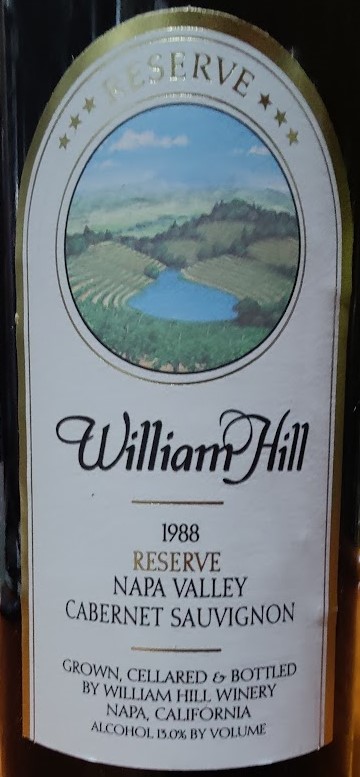 RESERVE
William Hill
1988
RESERVE
NAPA VALLEY
CABERNET SAUVIGNON
GROWN, CELLARED & BOTTLED
BY WILLIAM HILL WINERY
NAPA, CALIFORNIA
ALCOHOL 13.0% BY VOLUME